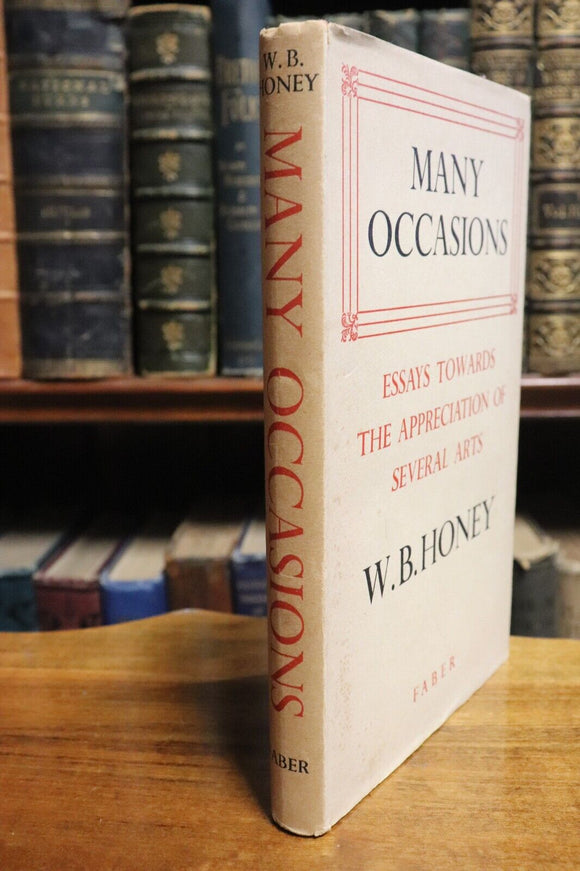 W. B.
HONEY
MANY OCCASIONS
FABER
MANY
OCCASIONS
ESSAYS TOWARDS
THE APPRECIATION OF
SEVERAL ARTS
W. B. HONEY
FABER